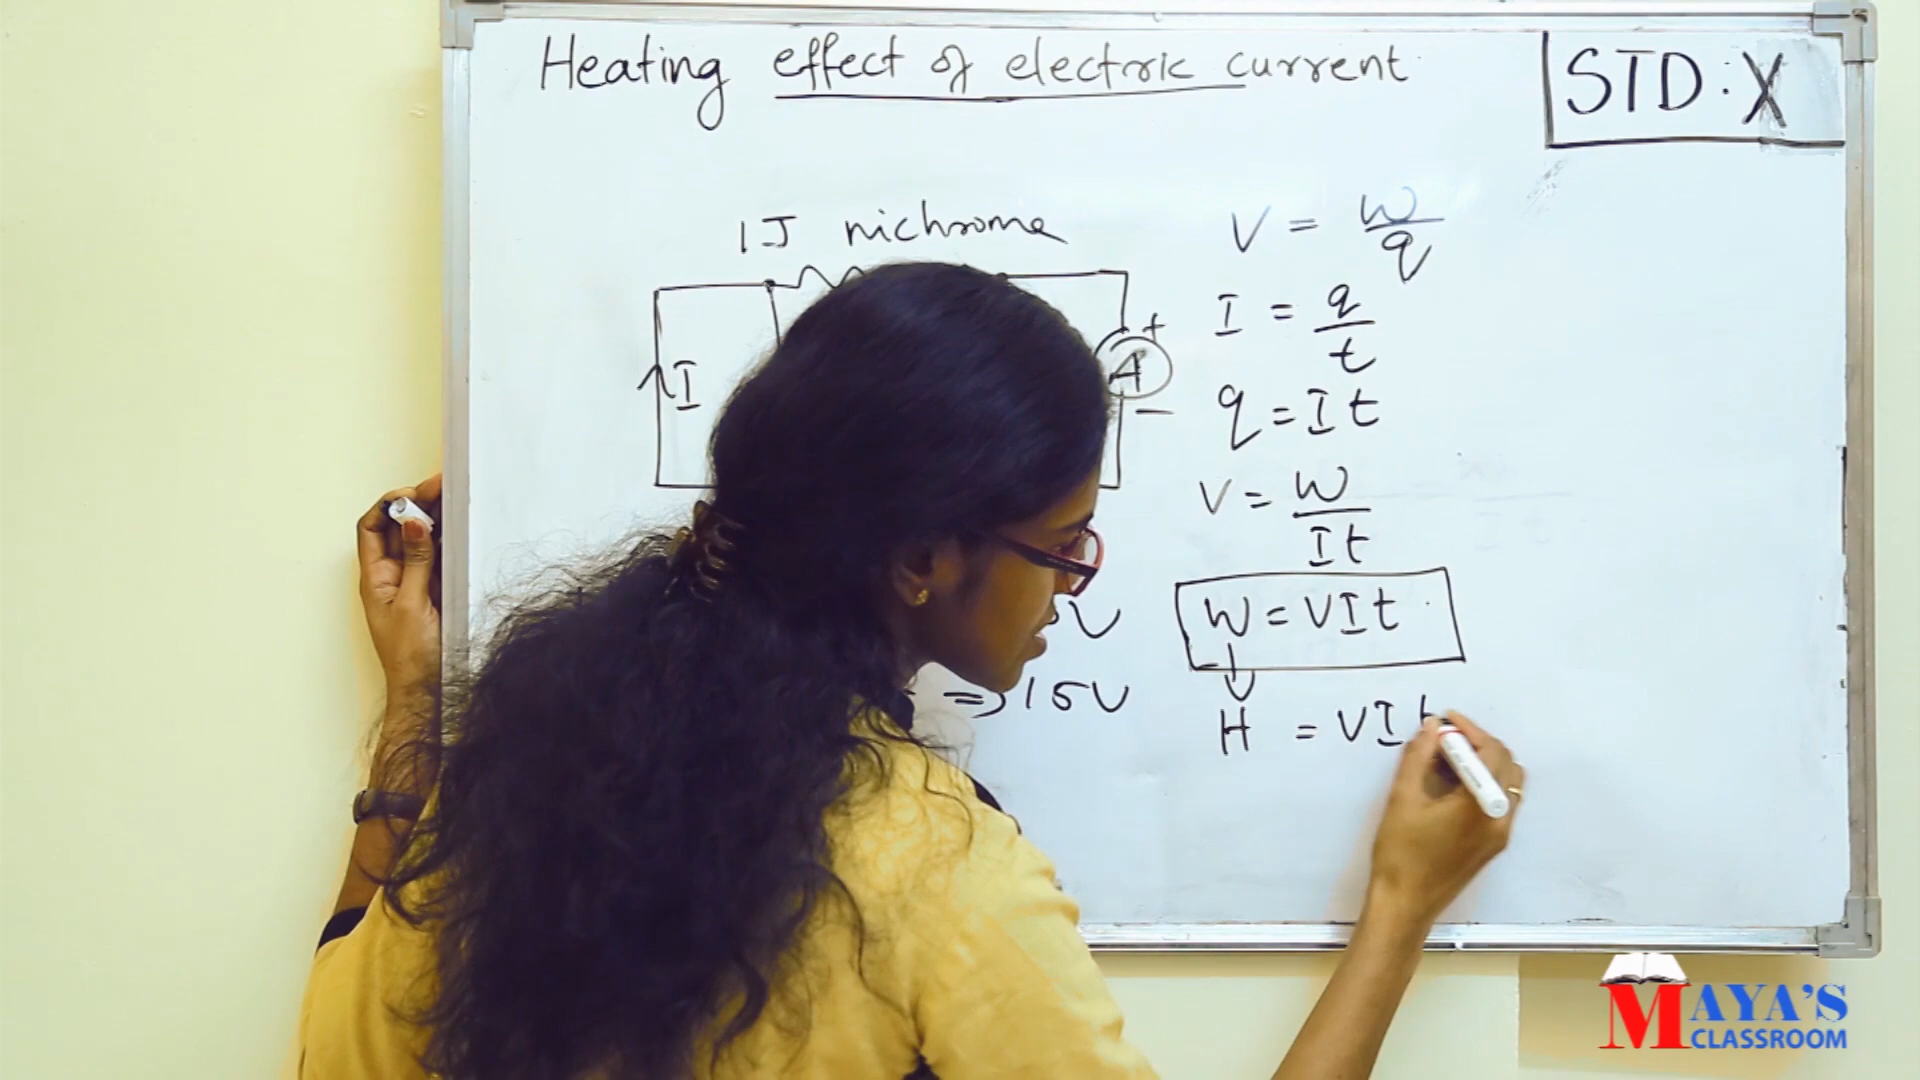 Heating effect of electric current
STD : X
1J nichrome
I
A
+
-
V = W/q
I = q/t
q = It
V = W/It
W = VIt
H = VI
V
=> 15V
MAYA'S
CLASSROOM